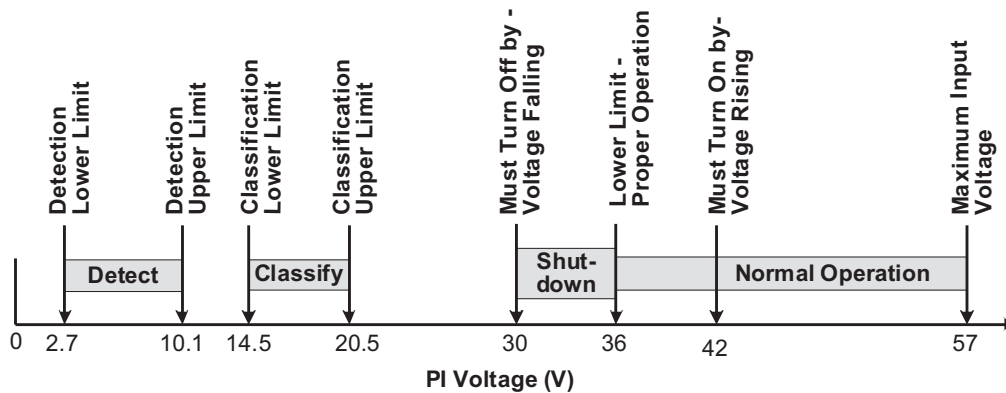 Detection
Lower Limit
Detection
Upper Limit
Classification
Lower Limit
Classification
Upper Limit
Must Turn Off by -
Voltage Falling
Lower Limit -
Proper Operation
Must Turn On by-
Voltage Rising
Maximum Input
Voltage
Detect
Classify
Shut-
down
Normal Operation
0
2.7
10.1
14.5
20.5
30
36
42
57
PI Voltage (V)